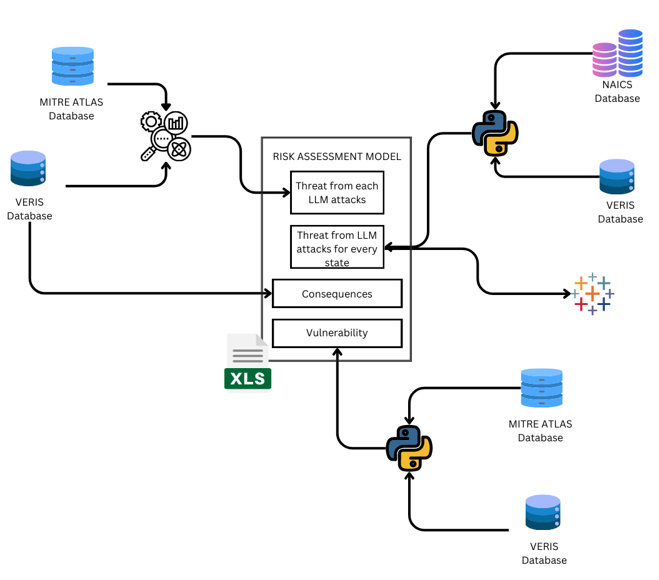 MITRE ATLAS
Database
VERIS
Database
NAICS
Database
VERIS
Database
RISK ASSESSMENT MODEL
Threat from each
LLM attacks
Threat from LLM
attacks for every
state
Consequences
Vulnerability
XLS
MITRE ATLAS
Database
VERIS
Database